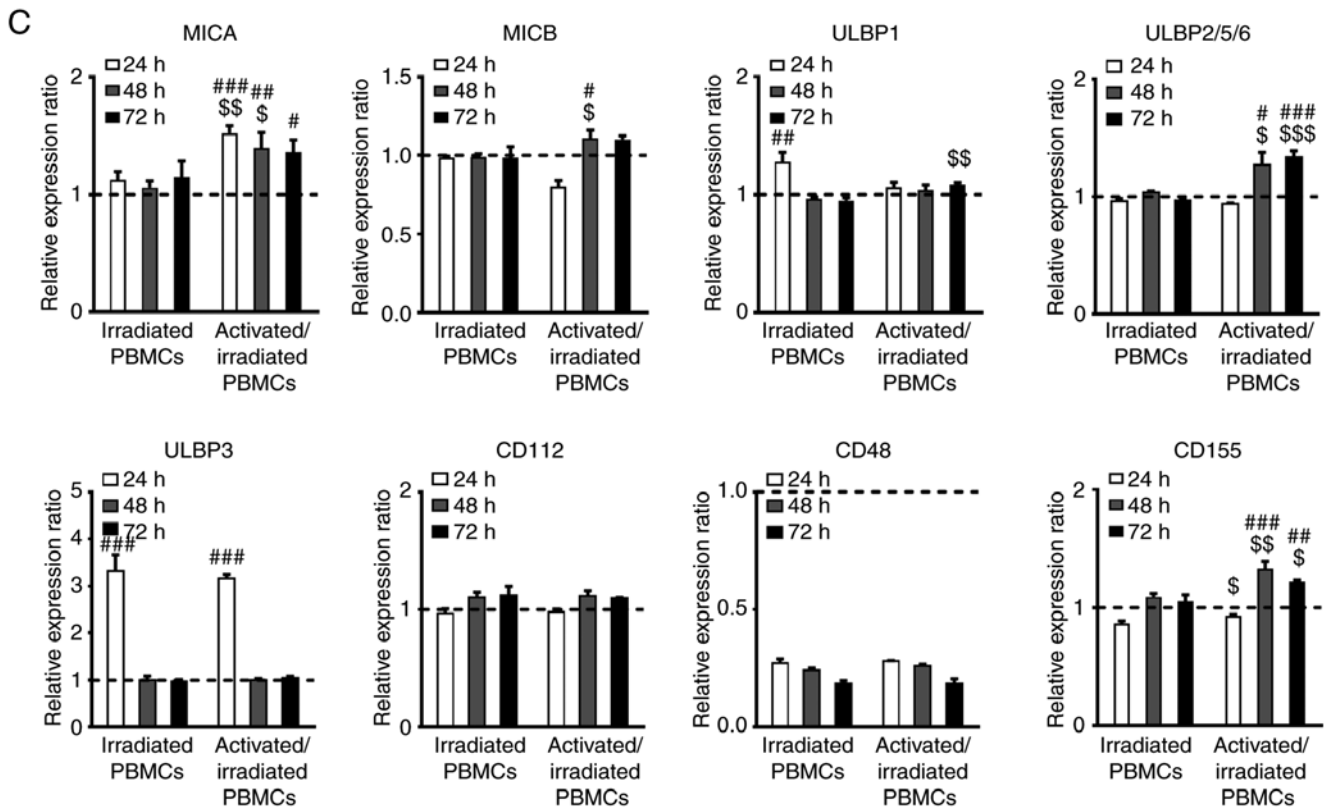 C
MICA
Relative expression ratio
2
1
0
24 h
48 h
72 h
###
$$
##
$
#
Irradiated
PBMCs
Activated/
irradiated
PBMCs
MICB
Relative expression ratio
1.5
1.0
0.5
0.0
24 h
48 h
72 h
#
$
Irradiated
PBMCs
Activated/
irradiated
PBMCs
ULBP1
Relative expression ratio
2
1
0
24 h
48 h
72 h
##
$$
Irradiated
PBMCs
Activated/
irradiated
PBMCs
ULBP2/5/6
Relative expression ratio
2
1
0
24 h
48 h
72 h
#
$
###
$$$
Irradiated
PBMCs
Activated/
irradiated
PBMCs
ULBP3
Relative expression ratio
5
4
3
2
1
0
24 h
48 h
72 h
###
###
Irradiated
PBMCs
Activated/
irradiated
PBMCs
CD112
Relative expression ratio
2
1
0
24 h
48 h
72 h
Irradiated
PBMCs
Activated/
irradiated
PBMCs
CD48
Relative expression ratio
1.0
0.5
0.0
24 h
48 h
72 h
Irradiated
PBMCs
Activated/
irradiated
PBMCs
CD155
Relative expression ratio
2
1
0
24 h
48 h
72 h
$
###
$$
##
$
Irradiated
PBMCs
Activated/
irradiated
PBMCs